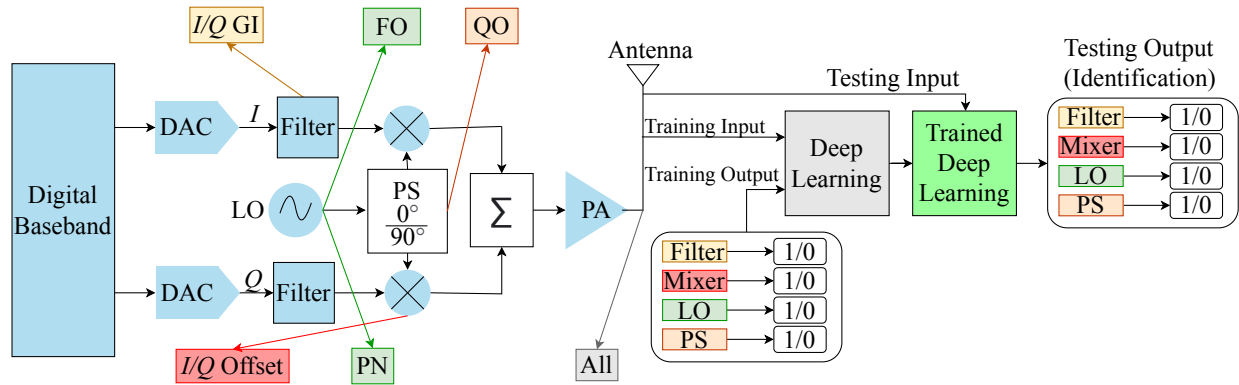 I/Q GI
FO
QO
Antenna
Testing Output
(Identification)
Testing Input
DAC
I
Filter
Training Input
Training Output
Deep
Learning
Trained
Deep
Learning
Filter
1/0
Mixer
1/0
LO
1/0
PS
1/0
Digital
Baseband
LO
PS
0°
90°
Σ
PA
DAC
Q
Filter
Filter
1/0
Mixer
1/0
LO
1/0
PS
1/0
I/Q Offset
PN
All